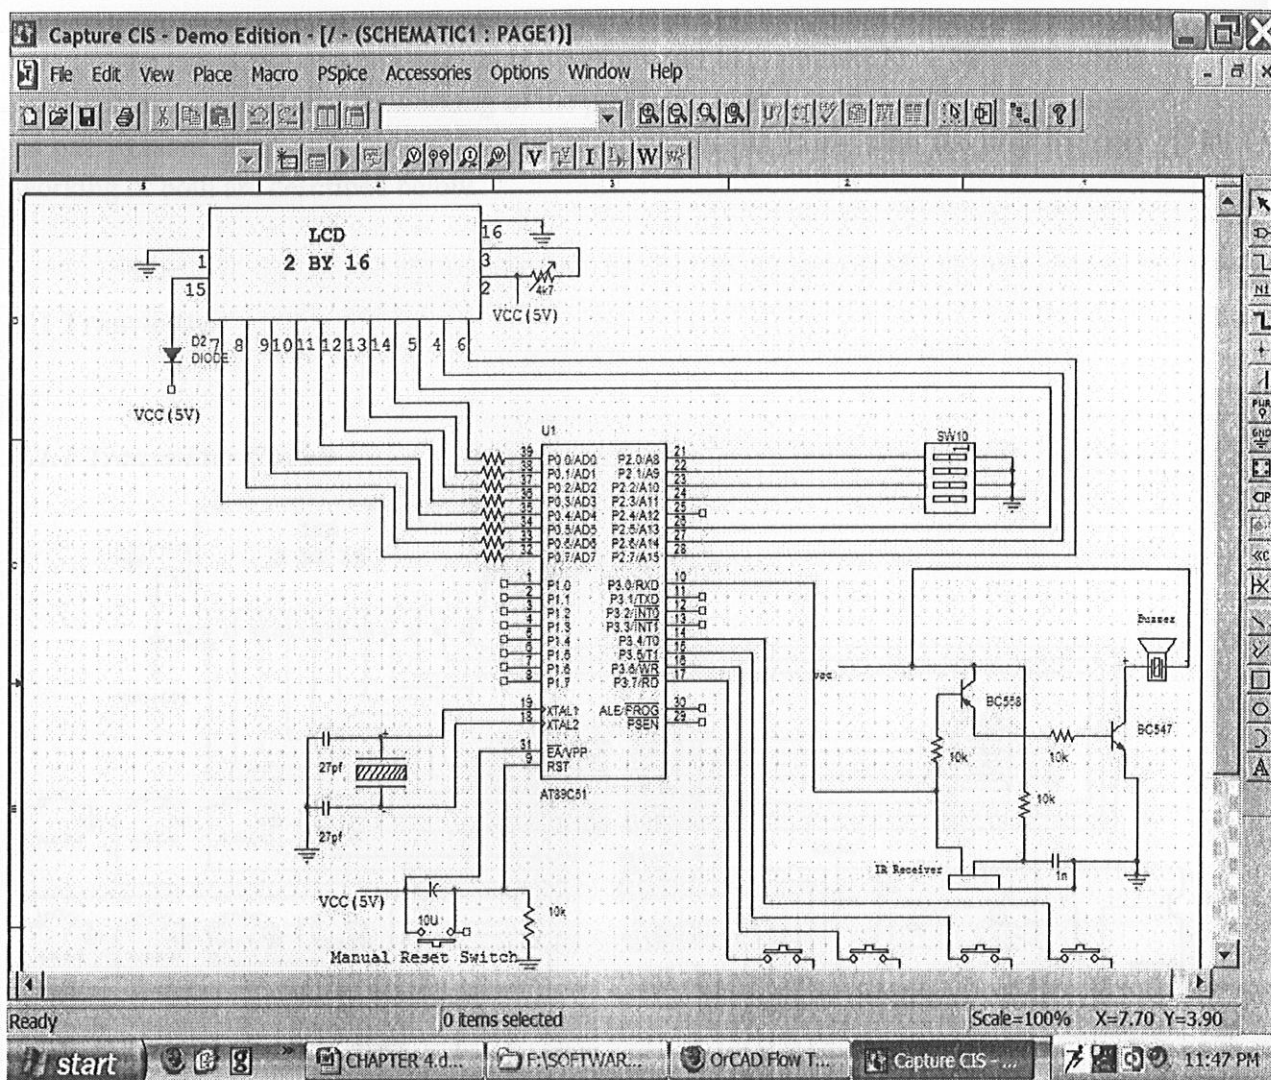 Capture CIS - Demo Edition - [/ - (SCHEMATIC1 : PAGE1)]
File Edit View Place Macro PSpice Accessories Options Window Help
U?
V I W
5 4 3 2 1
LCD
2 BY 16
1
15
16
3
2
4k7
VCC(5V)
D2
DIODE
VCC(5V)
7 8 9 10 11 12 13 14 5 4 6
U1
SW10
39 P0.0/AD0 P2.0/A8 21
38 P0.1/AD1 P2.1/A9 22
37 P0.2/AD2 P2.2/A10 23
36 P0.3/AD3 P2.3/A11 24
35 P0.4/AD4 P2.4/A12 25
34 P0.5/AD5 P2.5/A13 26
33 P0.6/AD6 P2.6/A14 27
32 P0.7/AD7 P2.7/A15 28
1 P1.0 P3.0/RXD 10
2 P1.1 P3.1/TXD 11
3 P1.2 P3.2/INT0 12
4 P1.3 P3.3/INT1 13
5 P1.4 P3.4/T0 14
6 P1.5 P3.5/T1 15
7 P1.6 P3.6/WR 16
8 P1.7 P3.7/RD 17
19 XTAL1 ALE/PROG 30
18 XTAL2 PSEN 29
31 EA/VPP
9 RST
AT89C51
27pf
27pf
VCC(5V)
10U
10k
Manual Reset Switch
Buzzer
vcc
BC558
BC547
10k
10k
10k
IR Receiver
1n
Ready 0 items selected Scale=100% X=7.70 Y=3.90
start CHAPTER 4.d... F:\SOFTWAR... OrCAD Flow T... Capture CIS - ... 11:47 PM